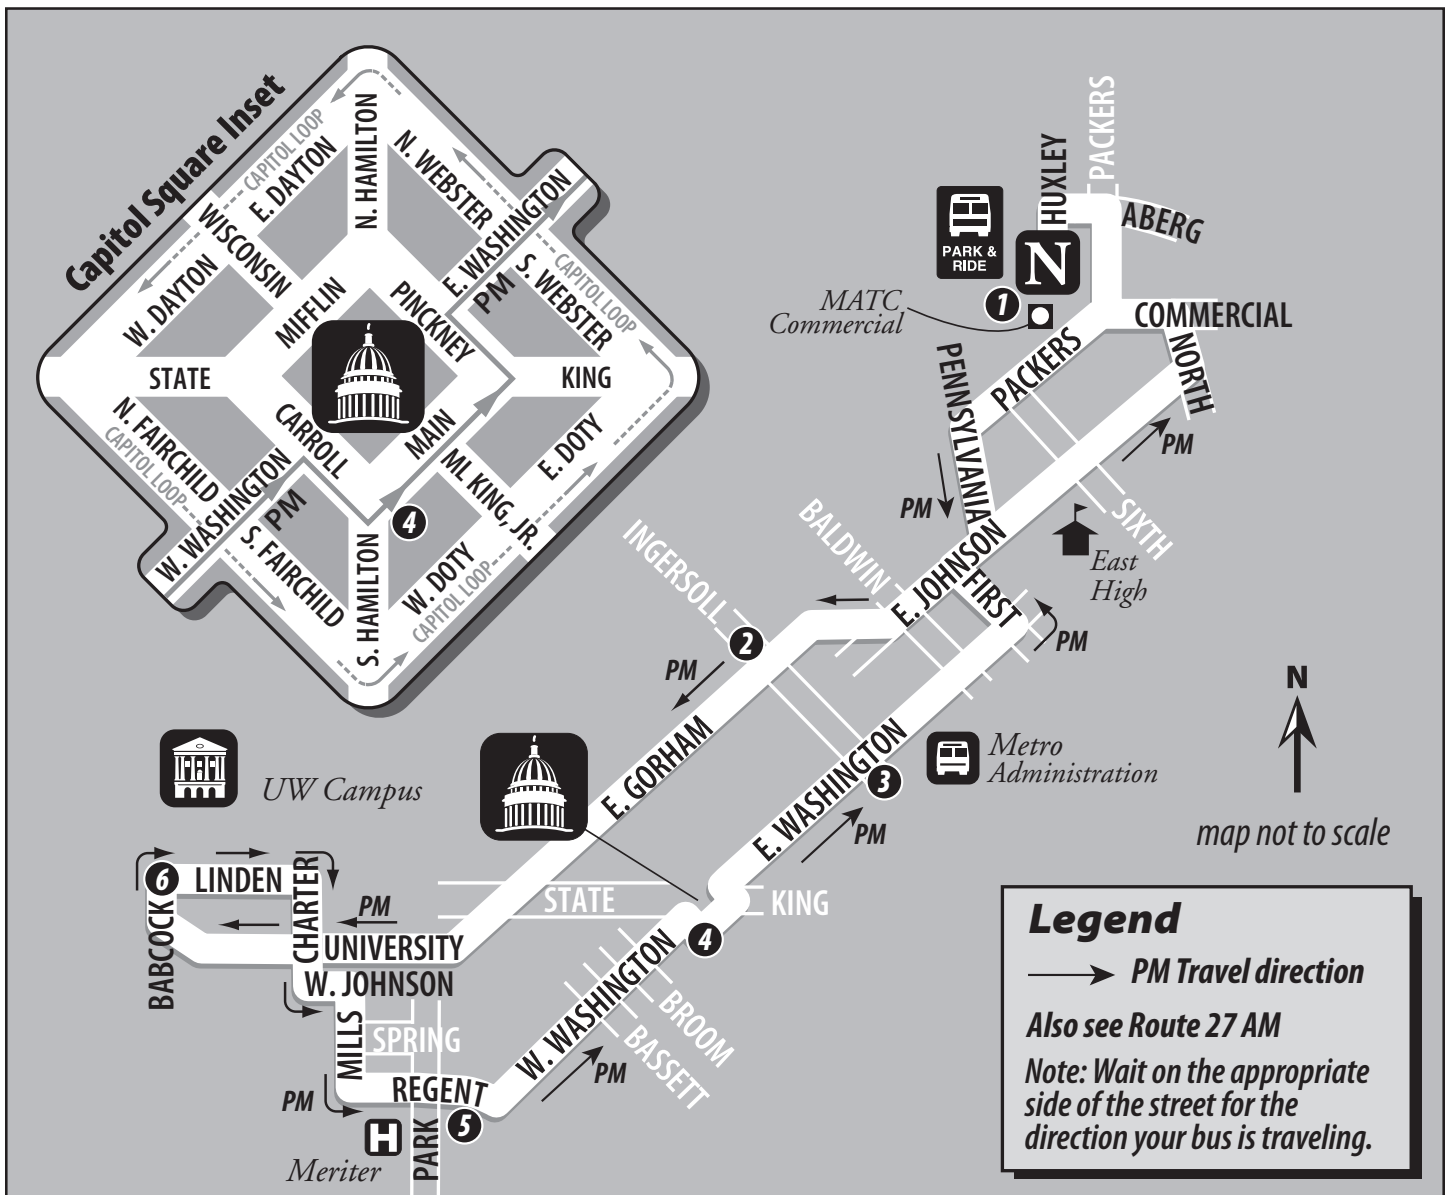 Capitol Square Inset
CAPITOL LOOP
E. DAYTON
N. HAMILTON
N. WEBSTER
E. WASHINGTON
PM
WISCONSIN
W. DAYTON
MIFFLIN
PINCKNEY
S. WEBSTER
CAPITOL LOOP
STATE
KING
N. FAIRCHILD
CAPITOL LOOP
CARROLL
MAIN
E. DOTY
ML KING, JR.
W. WASHINGTON
PM
S. FAIRCHILD
4
S. HAMILTON
W. DOTY
CAPITOL LOOP
PACKERS
HUXLEY
ABERG
PARK &
RIDE
N
1
MATC
Commercial
COMMERCIAL
NORTH
PACKERS
PENNSYLVANIA
PM
PM
SIXTH
East
High
INGERSOLL
BALDWIN
E. JOHNSON
FIRST
PM
2
PM
E. GORHAM
E. WASHINGTON
3
PM
Metro
Administration
N
map not to scale
UW Campus
6
LINDEN
CHARTER
BABCOCK
PM
UNIVERSITY
STATE
KING
4
W. JOHNSON
MILLS
SPRING
W. WASHINGTON
BROOM
BASSETT
PM
PM
REGENT
5
H
PARK
Meriter
Legend
PM Travel direction
Also see Route 27 AM
Note: Wait on the appropriate
side of the street for the
direction your bus is traveling.